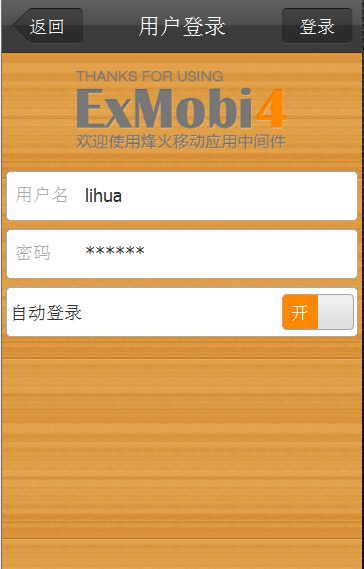 返回 用户登录 登录
THANKS FOR USING
ExMobi4
欢迎使用烽火移动应用中间件
用户名 lihua
密码 ******
自动登录 开